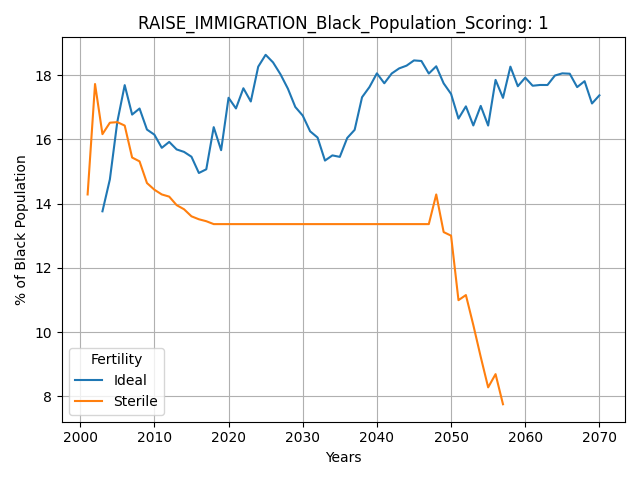 RAISE_IMMIGRATION_Black_Population_Scoring: 1
% of Black Population
18
16
14
12
10
8
Fertility
Ideal
Sterile
2000 2010 2020 2030 2040 2050 2060 2070
Years